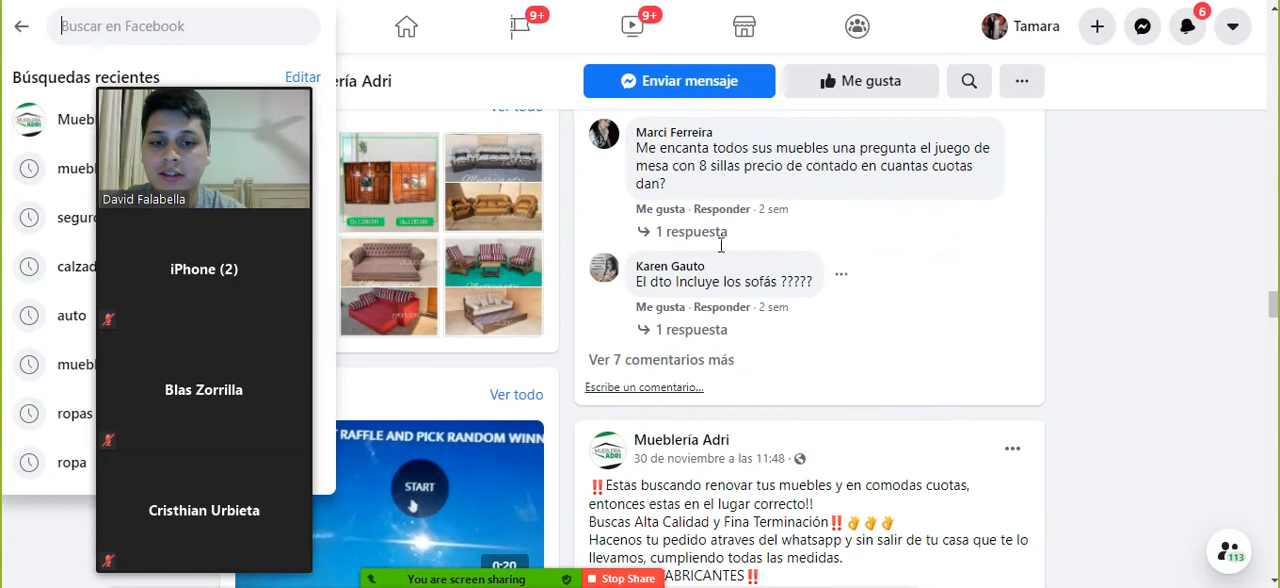 Buscar en Facebook
9+
9+
Tamara
6
Búsquedas recientes
Editar
Muebl
muebl
seguro
calzad
auto
muebl
ropas
ropa
David Falabella
iPhone (2)
Blas Zorrilla
Cristhian Urbieta
ría Adri
Enviar mensaje
Me gusta
Ver todo
Marci Ferreira
Me encanta todos sus muebles una pregunta el juego de
mesa con 8 sillas precio de contado en cuantas cuotas
dan?
Me gusta · Responder · 2 sem
1 respuesta
Karen Gauto
El dto Incluye los sofás ?????
Me gusta · Responder · 2 sem
1 respuesta
Ver 7 comentarios más
Escribe un comentario...
Ver todo
RAFFLE AND PICK RANDOM WINN
START
0:20
Mueblería Adri
30 de noviembre a las 11:48
‼️Estas buscando renovar tus muebles y en comodas cuotas,
entonces estas en el lugar correcto!!
Buscas Alta Calidad y Fina Terminación‼️👌👌👌
Hacenos tu pedido atraves del whatsapp y sin salir de tu casa que te lo
llevamos, cumpliendo todas las medidas.
FABRICANTES‼️
113
You are screen sharing
Stop Share